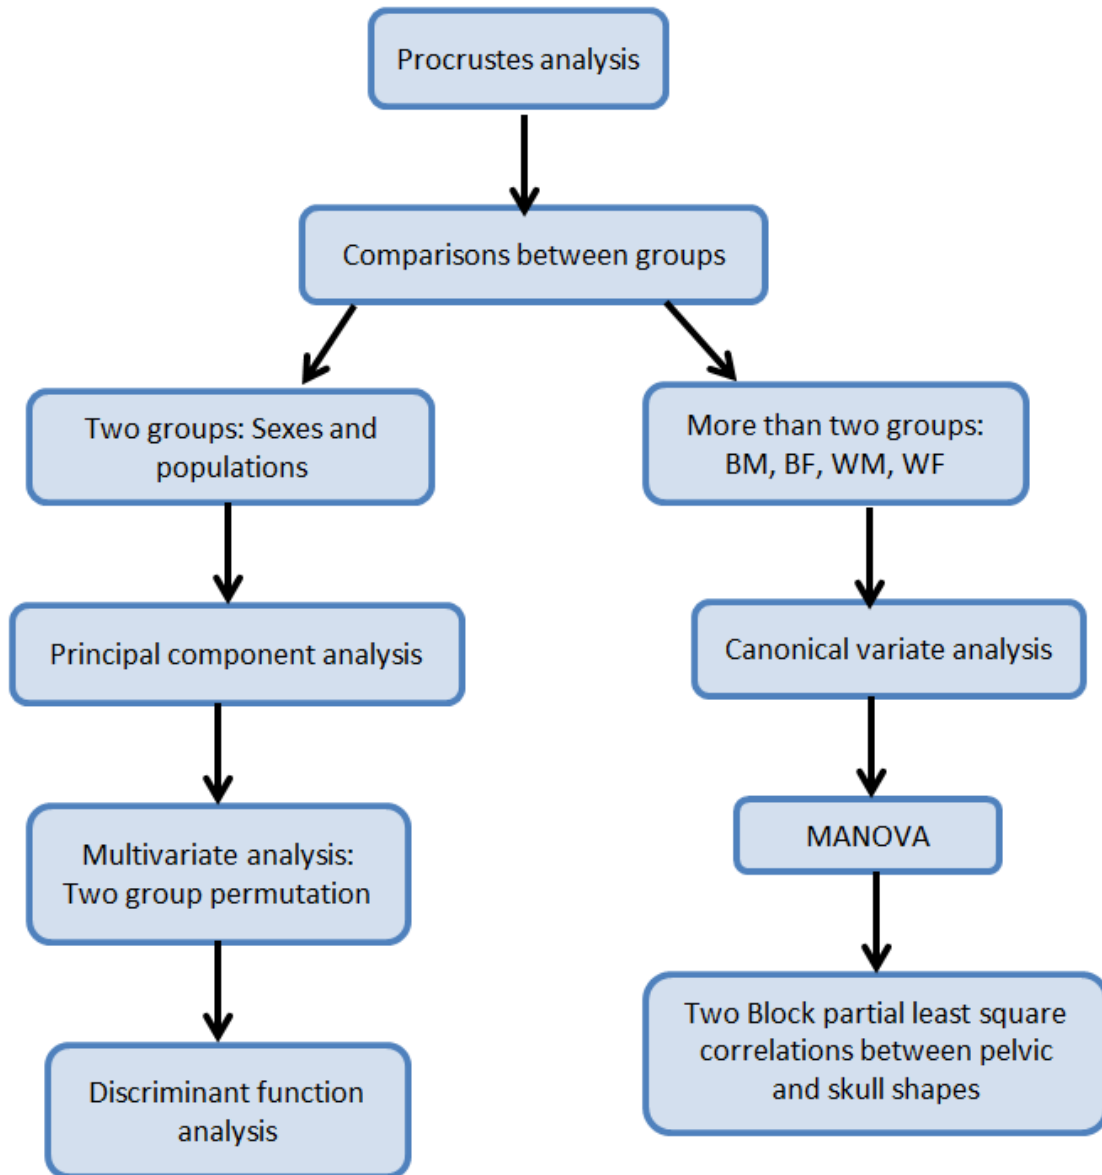 Procrustes analysis
Comparisons between groups
Two groups: Sexes and
populations
More than two groups:
BM, BF, WM, WF
Principal component analysis
Canonical variate analysis
Multivariate analysis:
Two group permutation
MANOVA
Discriminant function
analysis
Two Block partial least square
correlations between pelvic
and skull shapes